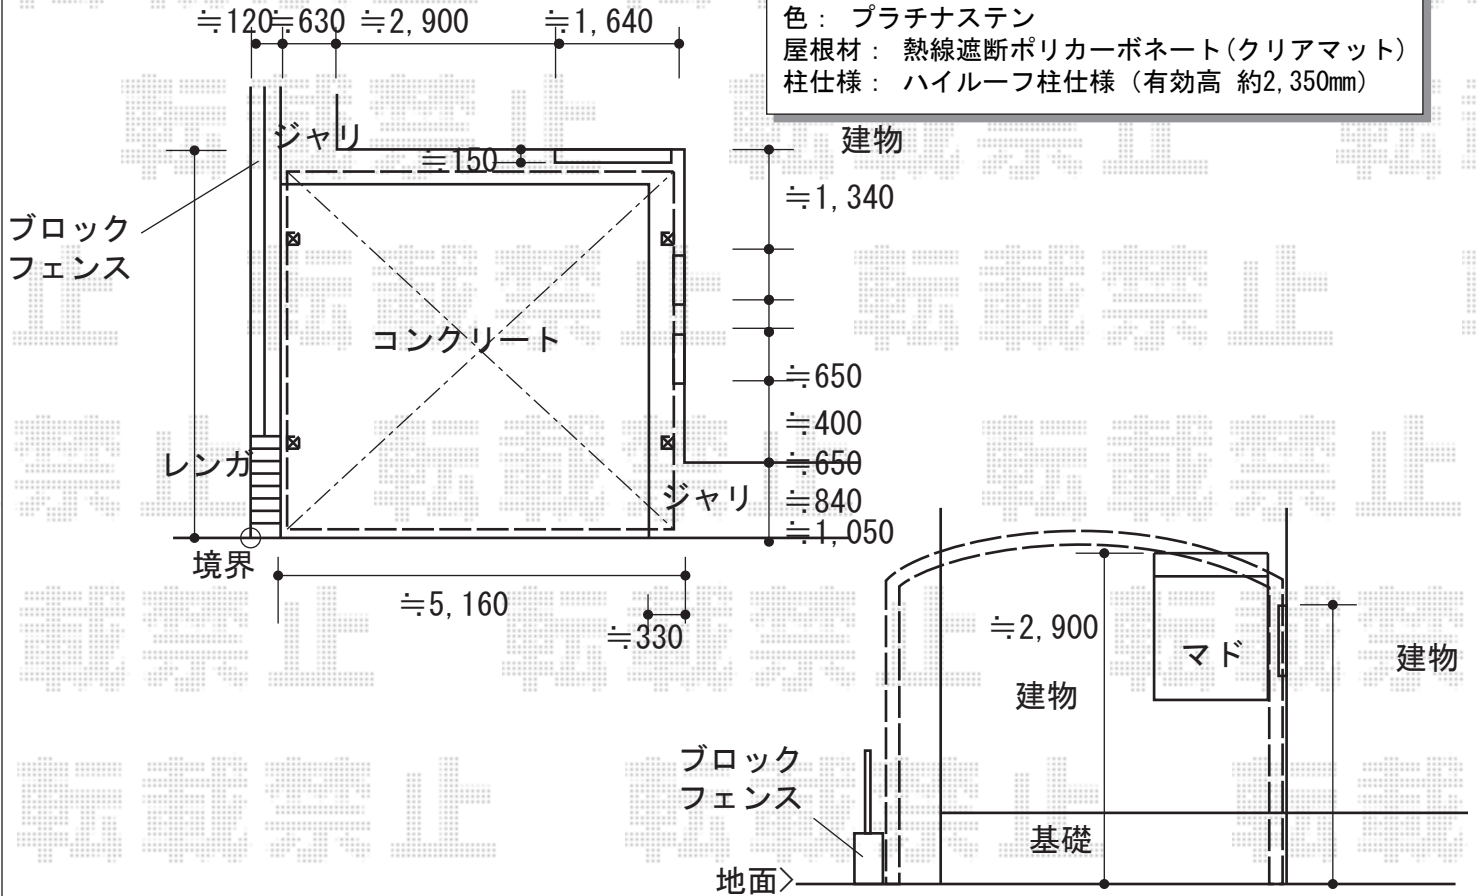 ≒120
≒630
≒2,900
≒1,640
色： プラチナステン
屋根材： 熱線遮断ポリカーボネート(クリアマット)
柱仕様： ハイルーフ柱仕様（有効高 約2,350mm）
ジャリ
≒150
建物
≒1,340
ブロック
フェンス
コンクリート
≒650
≒400
≒650
≒840
≒1,050
レンガ
ジャリ
境界
≒5,160
≒330
≒2,900
マド
建物
建物
ブロック
フェンス
基礎
地面
転載禁止